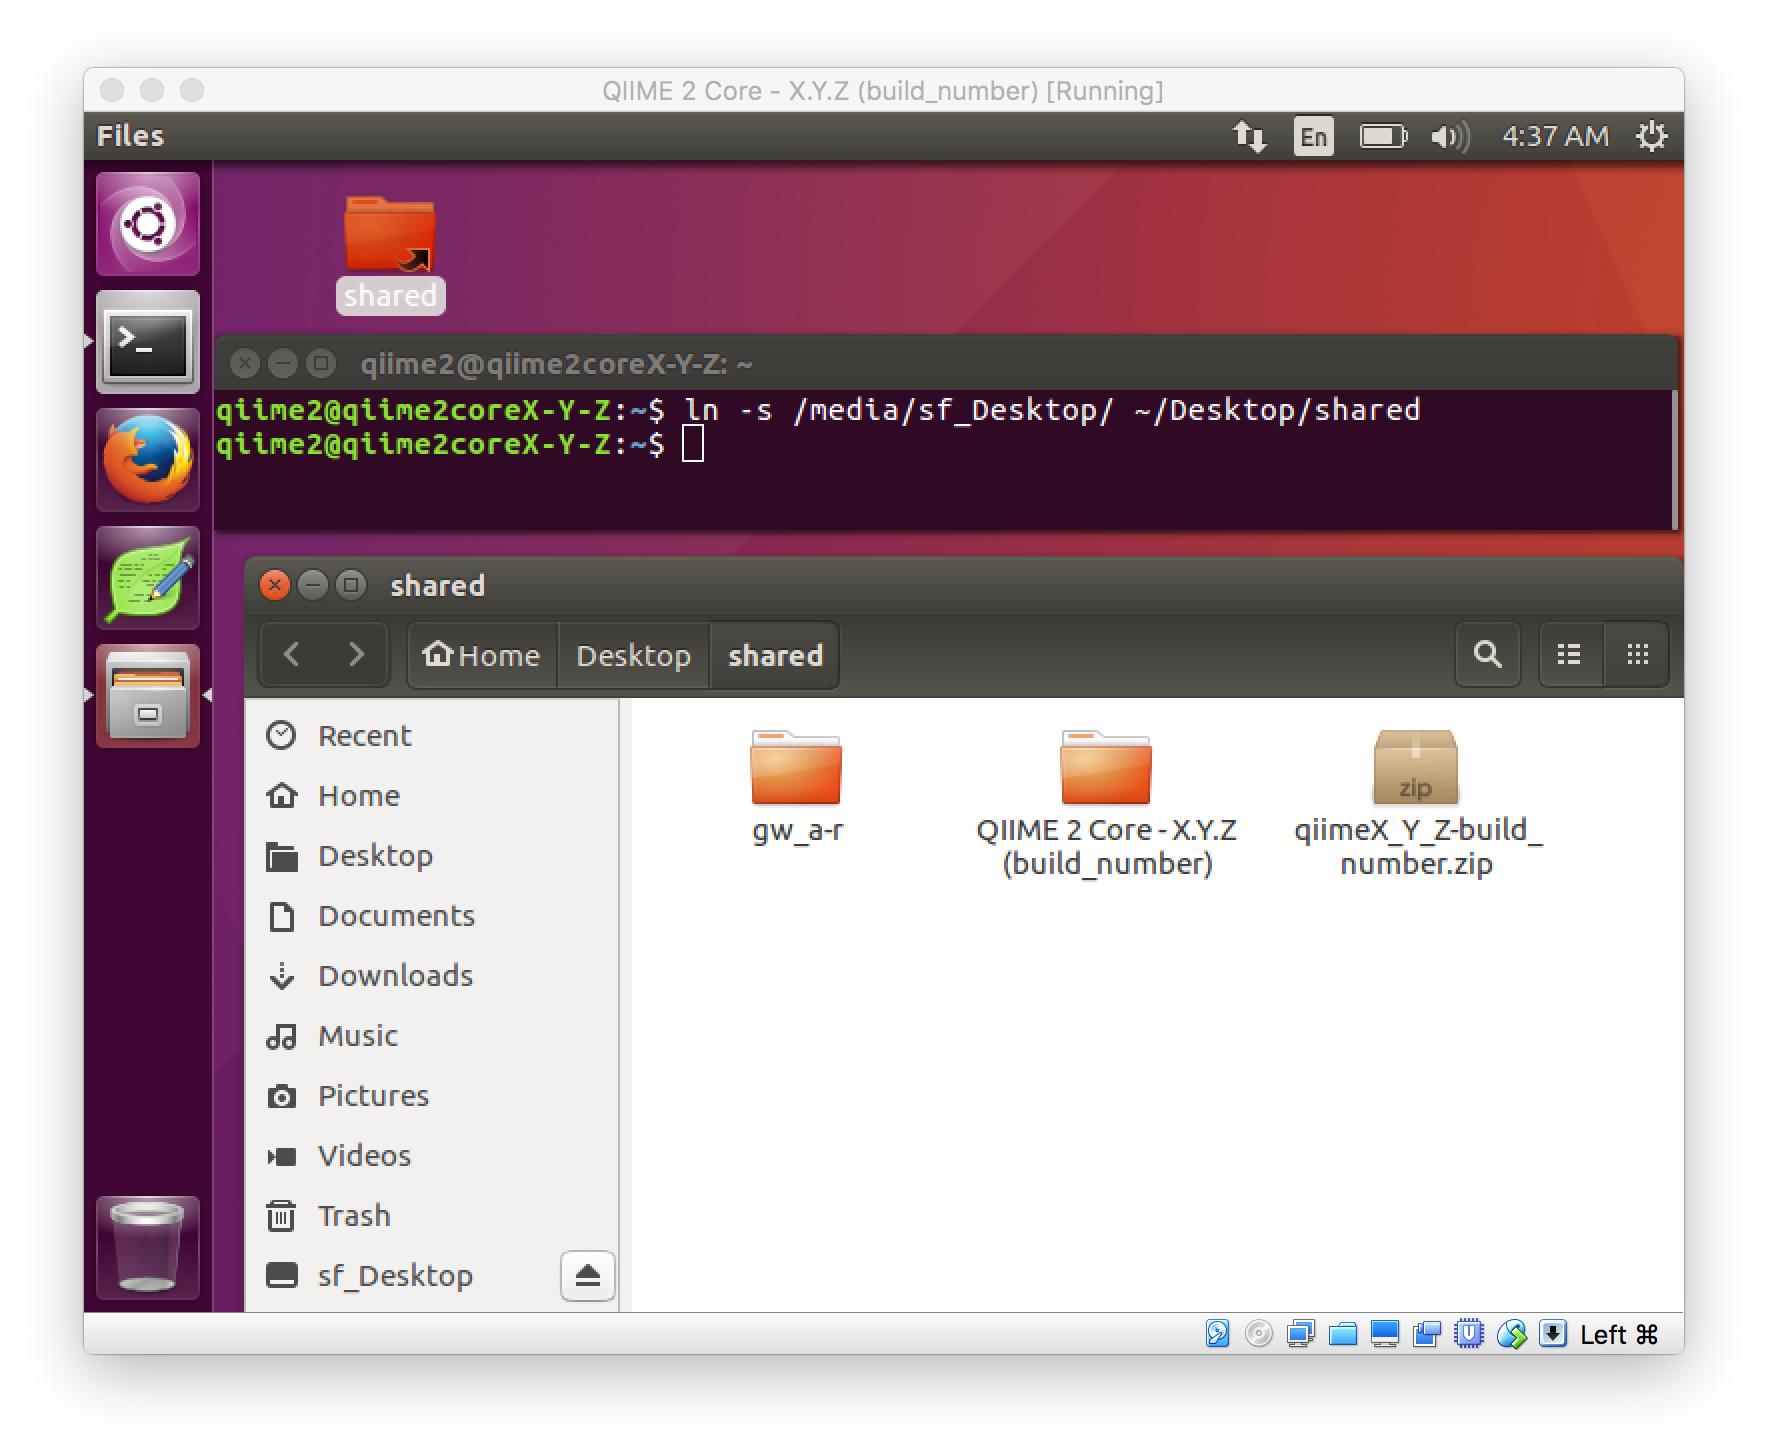 QIIME 2 Core - X.Y.Z (build_number) [Running]
Files
En
4:37 AM
shared
qiime2@qiime2coreX-Y-Z: ~
qiime2@qiime2coreX-Y-Z:~$ ln -s /media/sf_Desktop/ ~/Desktop/shared
qiime2@qiime2coreX-Y-Z:~$
shared
Home Desktop shared
Recent
Home
Desktop
Documents
Downloads
Music
Pictures
Videos
Trash
sf_Desktop
gw_a-r
QIIME 2 Core - X.Y.Z
(build_number)
zip
qiimeX_Y_Z-build_
number.zip
Left ⌘